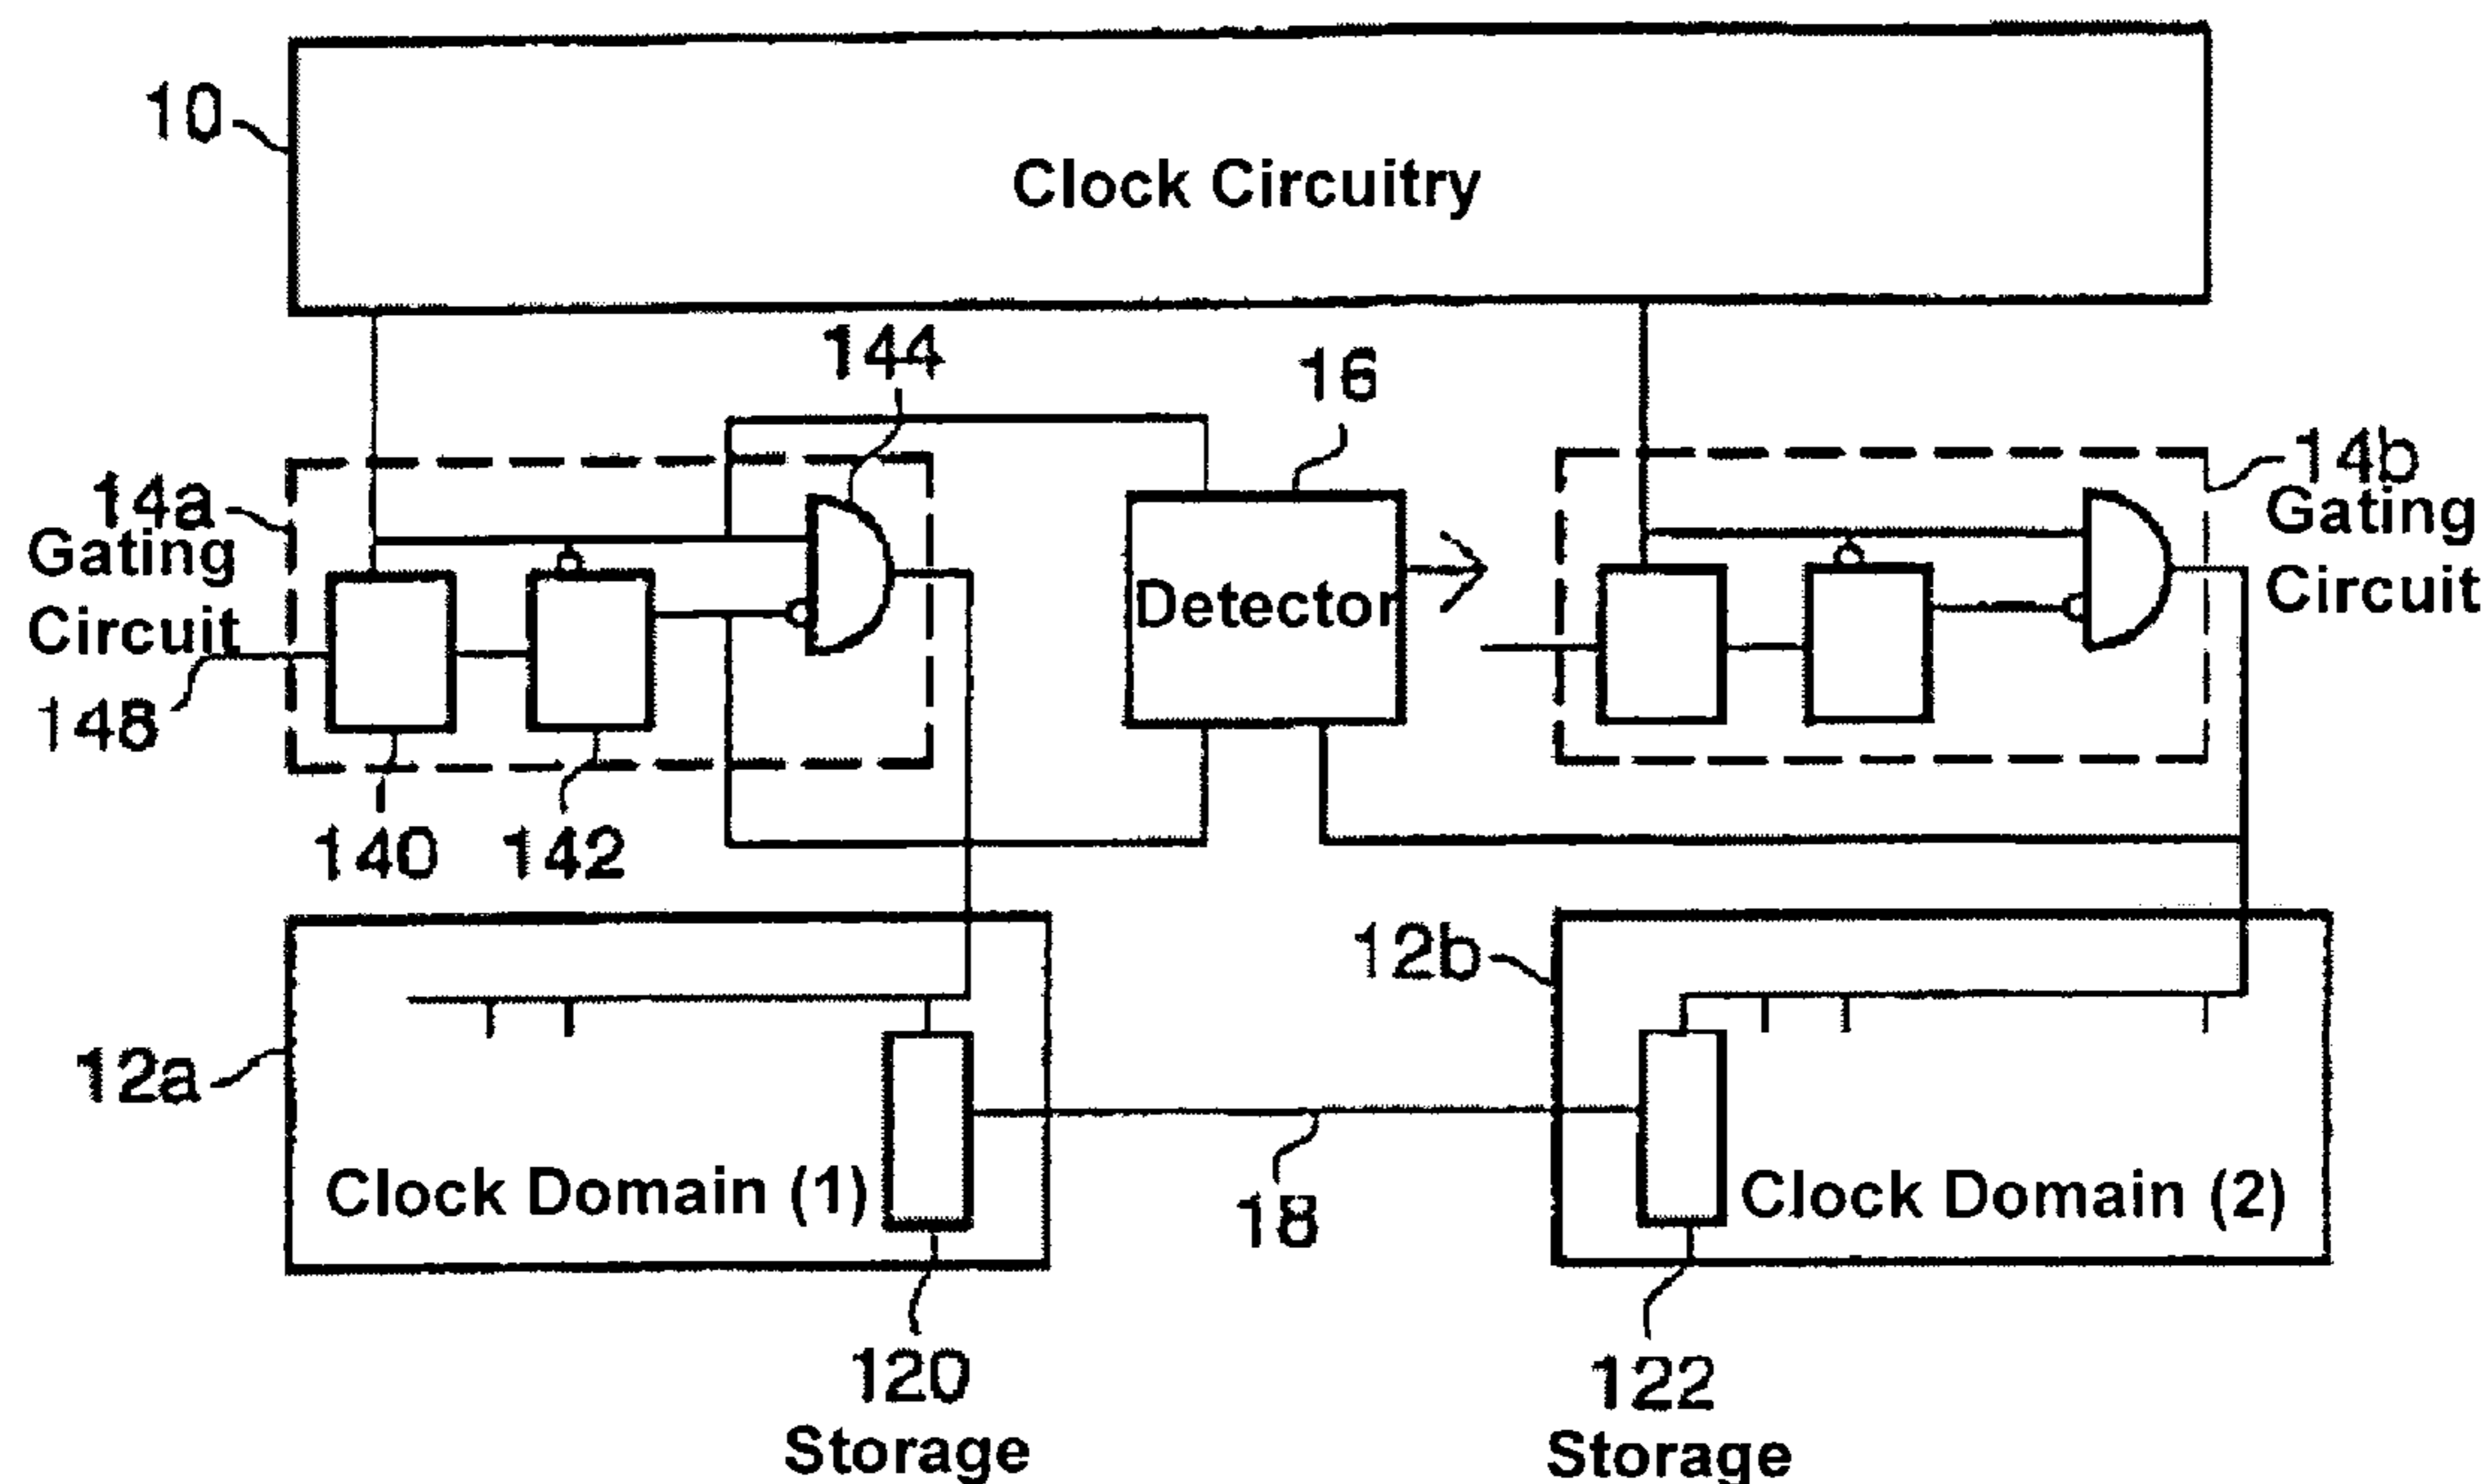 10
Clock Circuitry
144
16
14a
Gating
Circuit
148
14b
Gating
Circuit
Detector
140
142
12a
12b
Clock Domain (1)
18
Clock Domain (2)
120
Storage
122
Storage